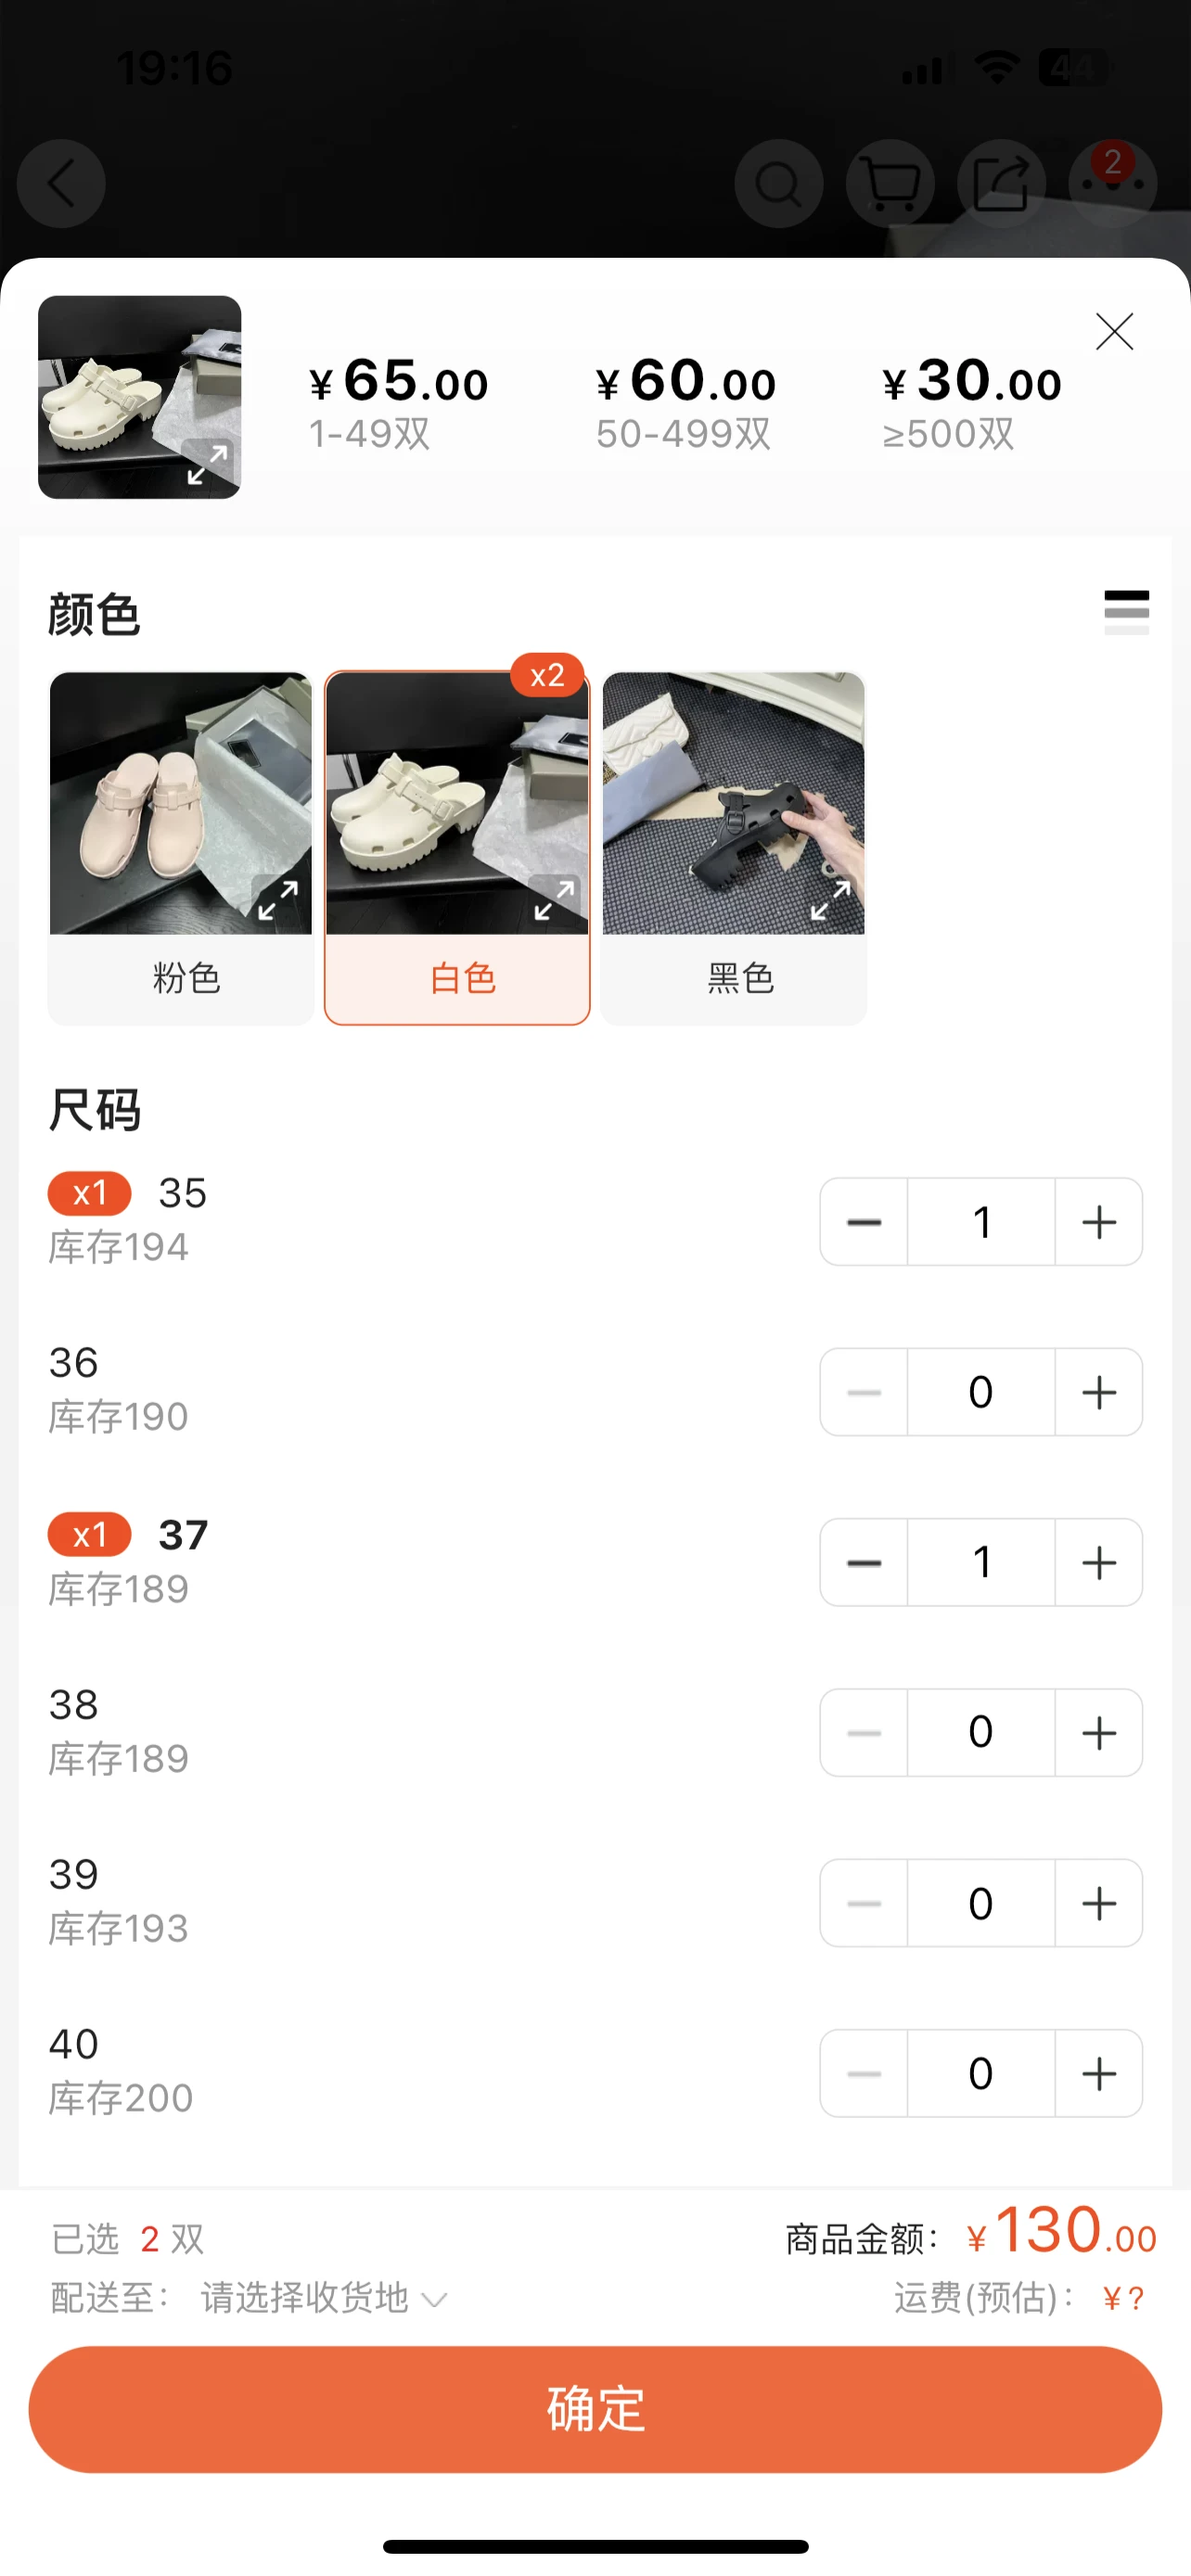 19:16
44
2
¥65.00 ¥60.00 ¥30.00
1-49双 50-499双 ≥500双
颜色
x2
粉色 白色 黑色
尺码
x1 35
1
库存194
36
0
库存190
x1 37
1
库存189
38
0
库存189
39
0
库存193
40
0
库存200
已选 2 双 商品金额: ¥130.00
配送至: 请选择收货地 运费(预估): ¥?
确定